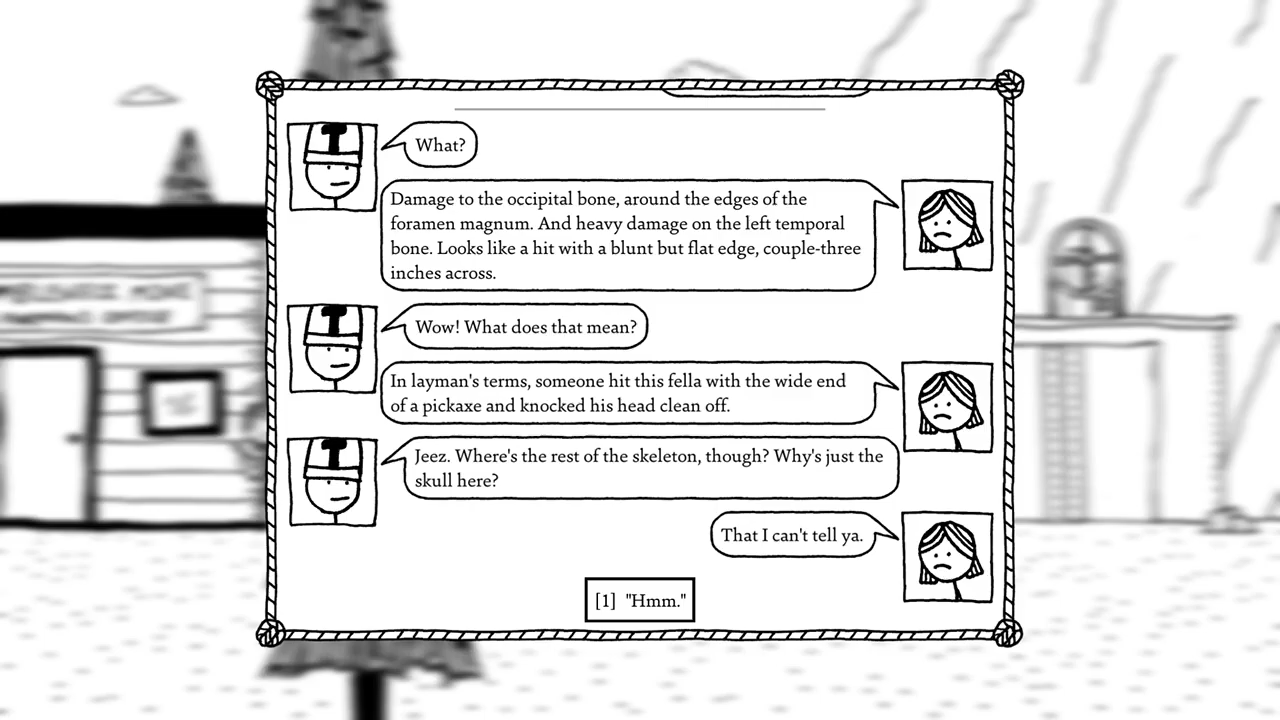 What?
Damage to the occipital bone, around the edges of the
foramen magnum. And heavy damage on the left temporal
bone. Looks like a hit with a blunt but flat edge, couple-three
inches across.
Wow! What does that mean?
In layman's terms, someone hit this fella with the wide end
of a pickaxe and knocked his head clean off.
Jeez. Where's the rest of the skeleton, though? Why's just the
skull here?
That I can't tell ya.
[1] "Hmm."